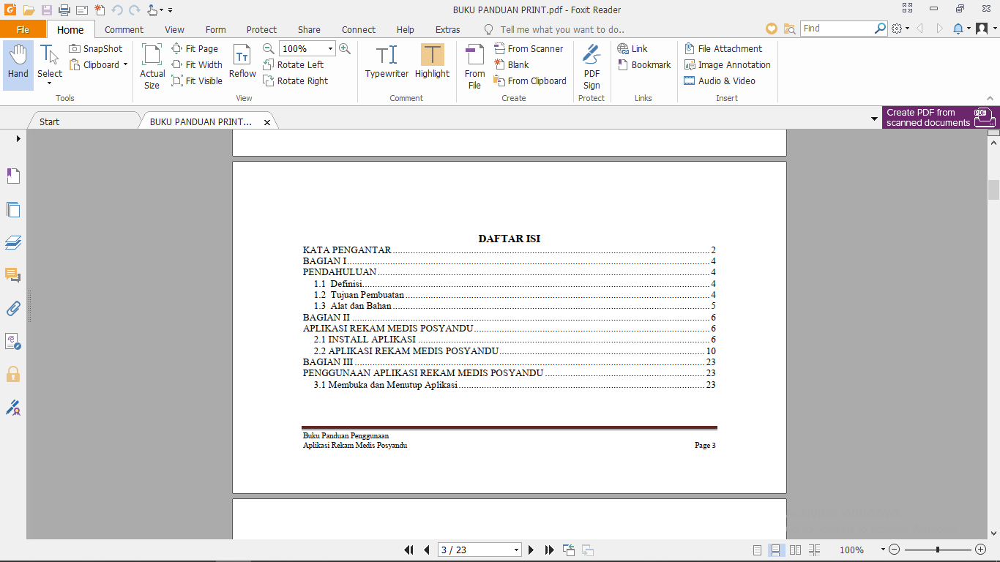 BUKU PANDUAN PRINT.pdf - Foxit Reader
File Home Comment View Form Protect Share Connect Help Extras Tell me what you want to do.. Find
Hand
Select
SnapShot
Clipboard
Tools
Actual Size
Fit Page
Fit Width
Fit Visible
Reflow
100%
Rotate Left
Rotate Right
View
Typewriter
Highlight
Comment
From File
From Scanner
Blank
From Clipboard
Create
PDF Sign
Protect
Link
Bookmark
Links
File Attachment
Image Annotation
Audio & Video
Insert
Start
BUKU PANDUAN PRINT...
Create PDF from
scanned documents
PDF
DAFTAR ISI
KATA PENGANTAR 2
BAGIAN I 4
PENDAHULUAN 4
1.1 Definisi 4
1.2 Tujuan Pembuatan 4
1.3 Alat dan Bahan 5
BAGIAN II 6
APLIKASI REKAM MEDIS POSYANDU 6
2.1 INSTALL APLIKASI 6
2.2 APLIKASI REKAM MEDIS POSYANDU 10
BAGIAN III 23
PENGGUNAAN APLIKASI REKAM MEDIS POSYANDU 23
3.1 Membuka dan Menutup Aplikasi 23
Buku Panduan Penggunaan
Aplikasi Rekam Medis Posyandu Page 3
3 / 23
100%